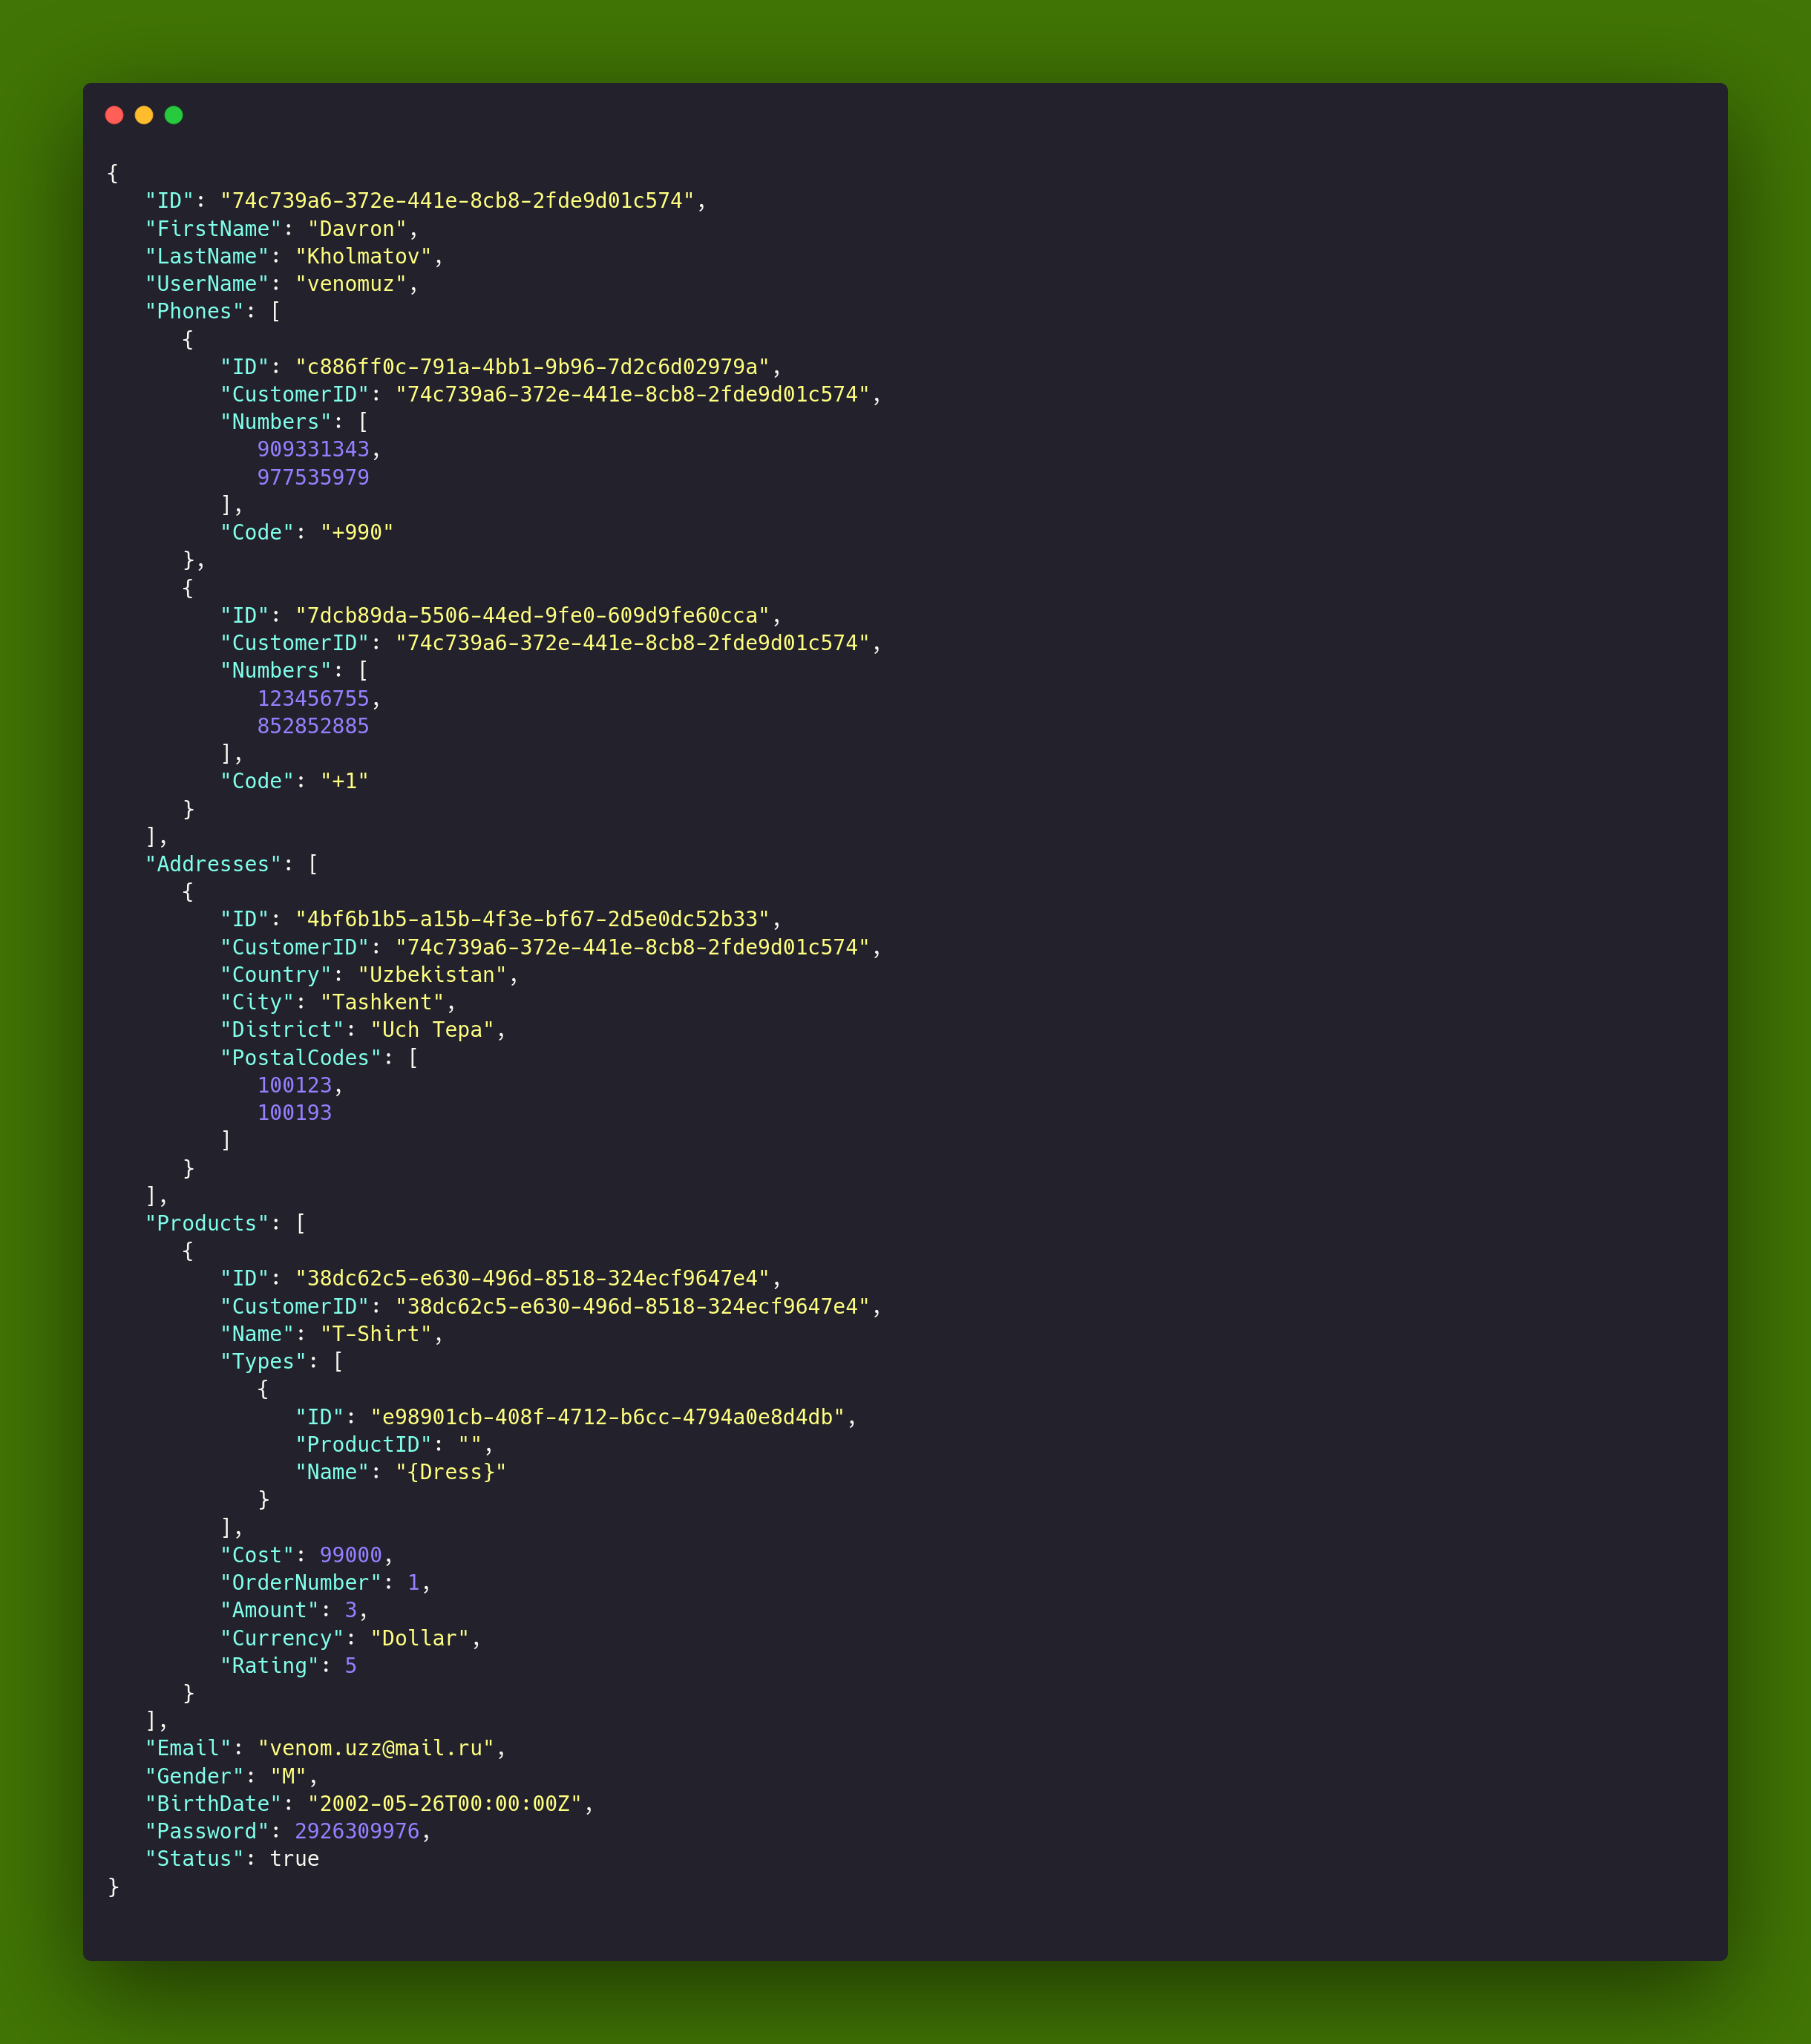 {
   "ID": "74c739a6-372e-441e-8cb8-2fde9d01c574",
   "FirstName": "Davron",
   "LastName": "Kholmatov",
   "UserName": "venomuz",
   "Phones": [
      {
         "ID": "c886ff0c-791a-4bb1-9b96-7d2c6d02979a",
         "CustomerID": "74c739a6-372e-441e-8cb8-2fde9d01c574",
         "Numbers": [
            909331343,
            977535979
         ],
         "Code": "+990"
      },
      {
         "ID": "7dcb89da-5506-44ed-9fe0-609d9fe60cca",
         "CustomerID": "74c739a6-372e-441e-8cb8-2fde9d01c574",
         "Numbers": [
            123456755,
            852852885
         ],
         "Code": "+1"
      }
   ],
   "Addresses": [
      {
         "ID": "4bf6b1b5-a15b-4f3e-bf67-2d5e0dc52b33",
         "CustomerID": "74c739a6-372e-441e-8cb8-2fde9d01c574",
         "Country": "Uzbekistan",
         "City": "Tashkent",
         "District": "Uch Tepa",
         "PostalCodes": [
            100123,
            100193
         ]
      }
   ],
   "Products": [
      {
         "ID": "38dc62c5-e630-496d-8518-324ecf9647e4",
         "CustomerID": "38dc62c5-e630-496d-8518-324ecf9647e4",
         "Name": "T-Shirt",
         "Types": [
            {
               "ID": "e98901cb-408f-4712-b6cc-4794a0e8d4db",
               "ProductID": "",
               "Name": "{Dress}"
            }
         ],
         "Cost": 99000,
         "OrderNumber": 1,
         "Amount": 3,
         "Currency": "Dollar",
         "Rating": 5
      }
   ],
   "Email": "venom.uzz@mail.ru",
   "Gender": "M",
   "BirthDate": "2002-05-26T00:00:00Z",
   "Password": 2926309976,
   "Status": true
}